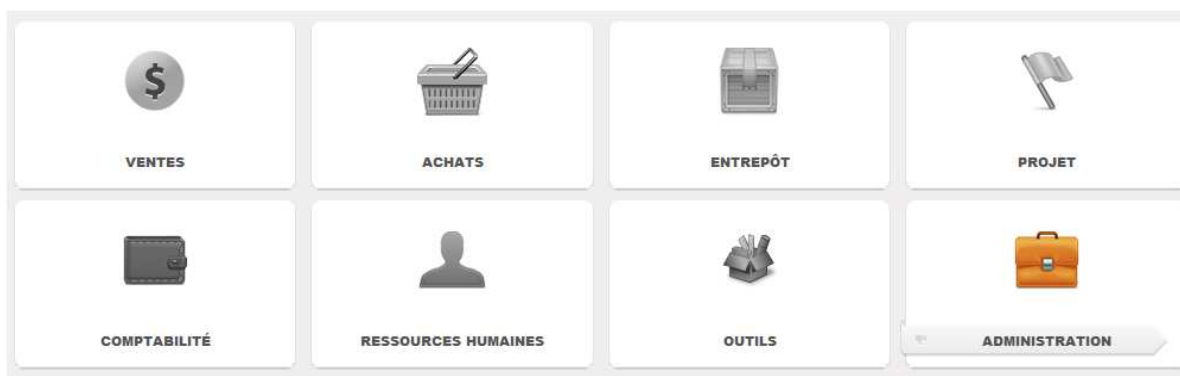 VENTES
ACHATS
ENTREPÔT
PROJET
COMPTABILITÉ
RESSOURCES HUMAINES
OUTILS
ADMINISTRATION